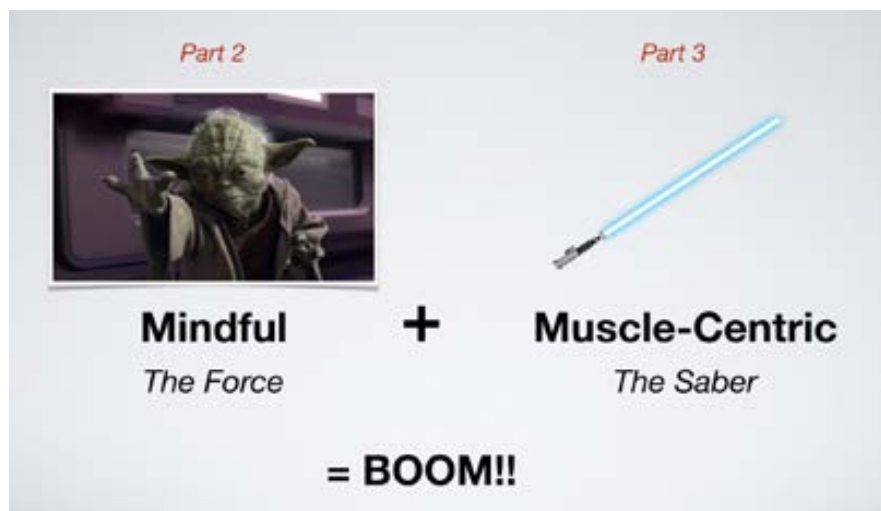 Part 2
Part 3
Mindful + Muscle-Centric
The Force
The Saber
= BOOM!!